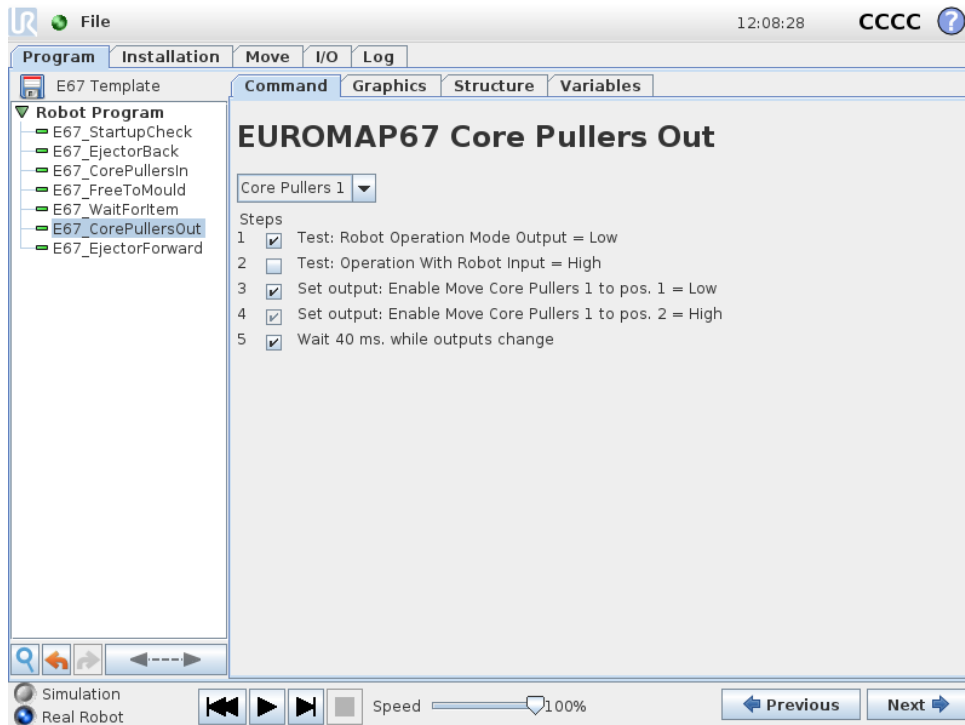 UR File 12:08:28 CCCC ?
Program Installation Move I/O Log
E67 Template Command Graphics Structure Variables
Robot Program
E67_StartupCheck
E67_EjectorBack
E67_CorePullersIn
E67_FreeToMould
E67_WaitForItem
E67_CorePullersOut
E67_EjectorForward
EUROMAP67 Core Pullers Out
Core Pullers 1
Steps
1 Test: Robot Operation Mode Output = Low
2 Test: Operation With Robot Input = High
3 Set output: Enable Move Core Pullers 1 to pos. 1 = Low
4 Set output: Enable Move Core Pullers 1 to pos. 2 = High
5 Wait 40 ms. while outputs change
Simulation
Real Robot
Speed 100% Previous Next